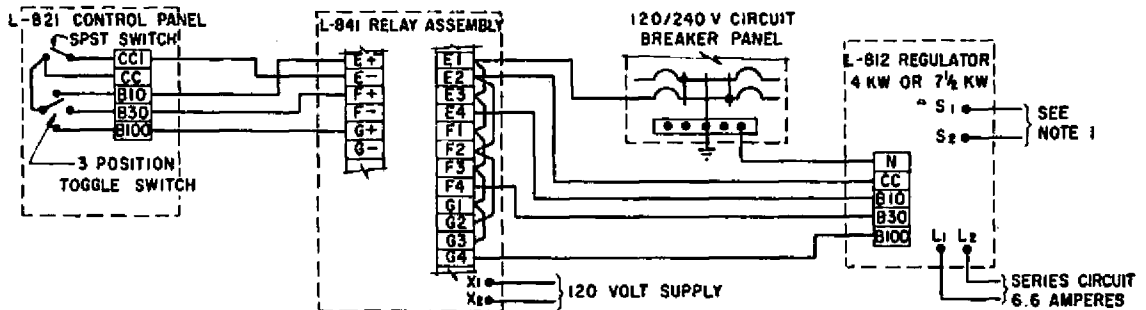 L-821 CONTROL PANEL
SPST SWITCH
CC1
CC
B10
B30
B100
3 POSITION
TOGGLE SWITCH
L-841 RELAY ASSEMBLY
E+
E-
F+
F-
G+
G-
E1
E2
E3
E4
F1
F2
F3
F4
G1
G2
G3
G4
X1
X2
120 VOLT SUPPLY
120/240 V CIRCUIT
BREAKER PANEL
L-812 REGULATOR
4 KW OR 7½ KW
S1
S2
SEE
NOTE 1
N
CC
B10
B30
B100
L1 L2
SERIES CIRCUIT
6.6 AMPERES